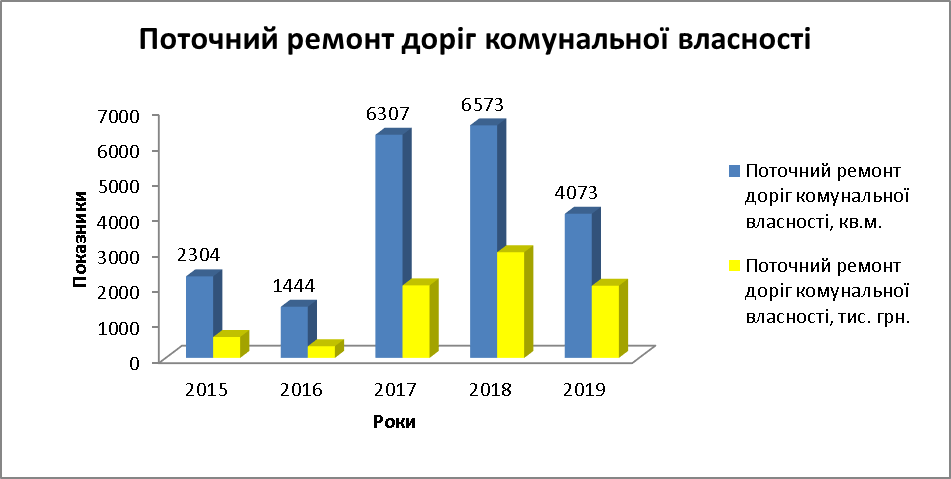 Поточний ремонт доріг комунальної власності
7000
6000
5000
4000
3000
2000
1000
0
Показники
2304
1444
6307
6573
4073
2015
2016
2017
2018
2019
Роки
Поточний ремонт
доріг комунальної
власності, кв.м.
Поточний ремонт
доріг комунальної
власності, тис. грн.